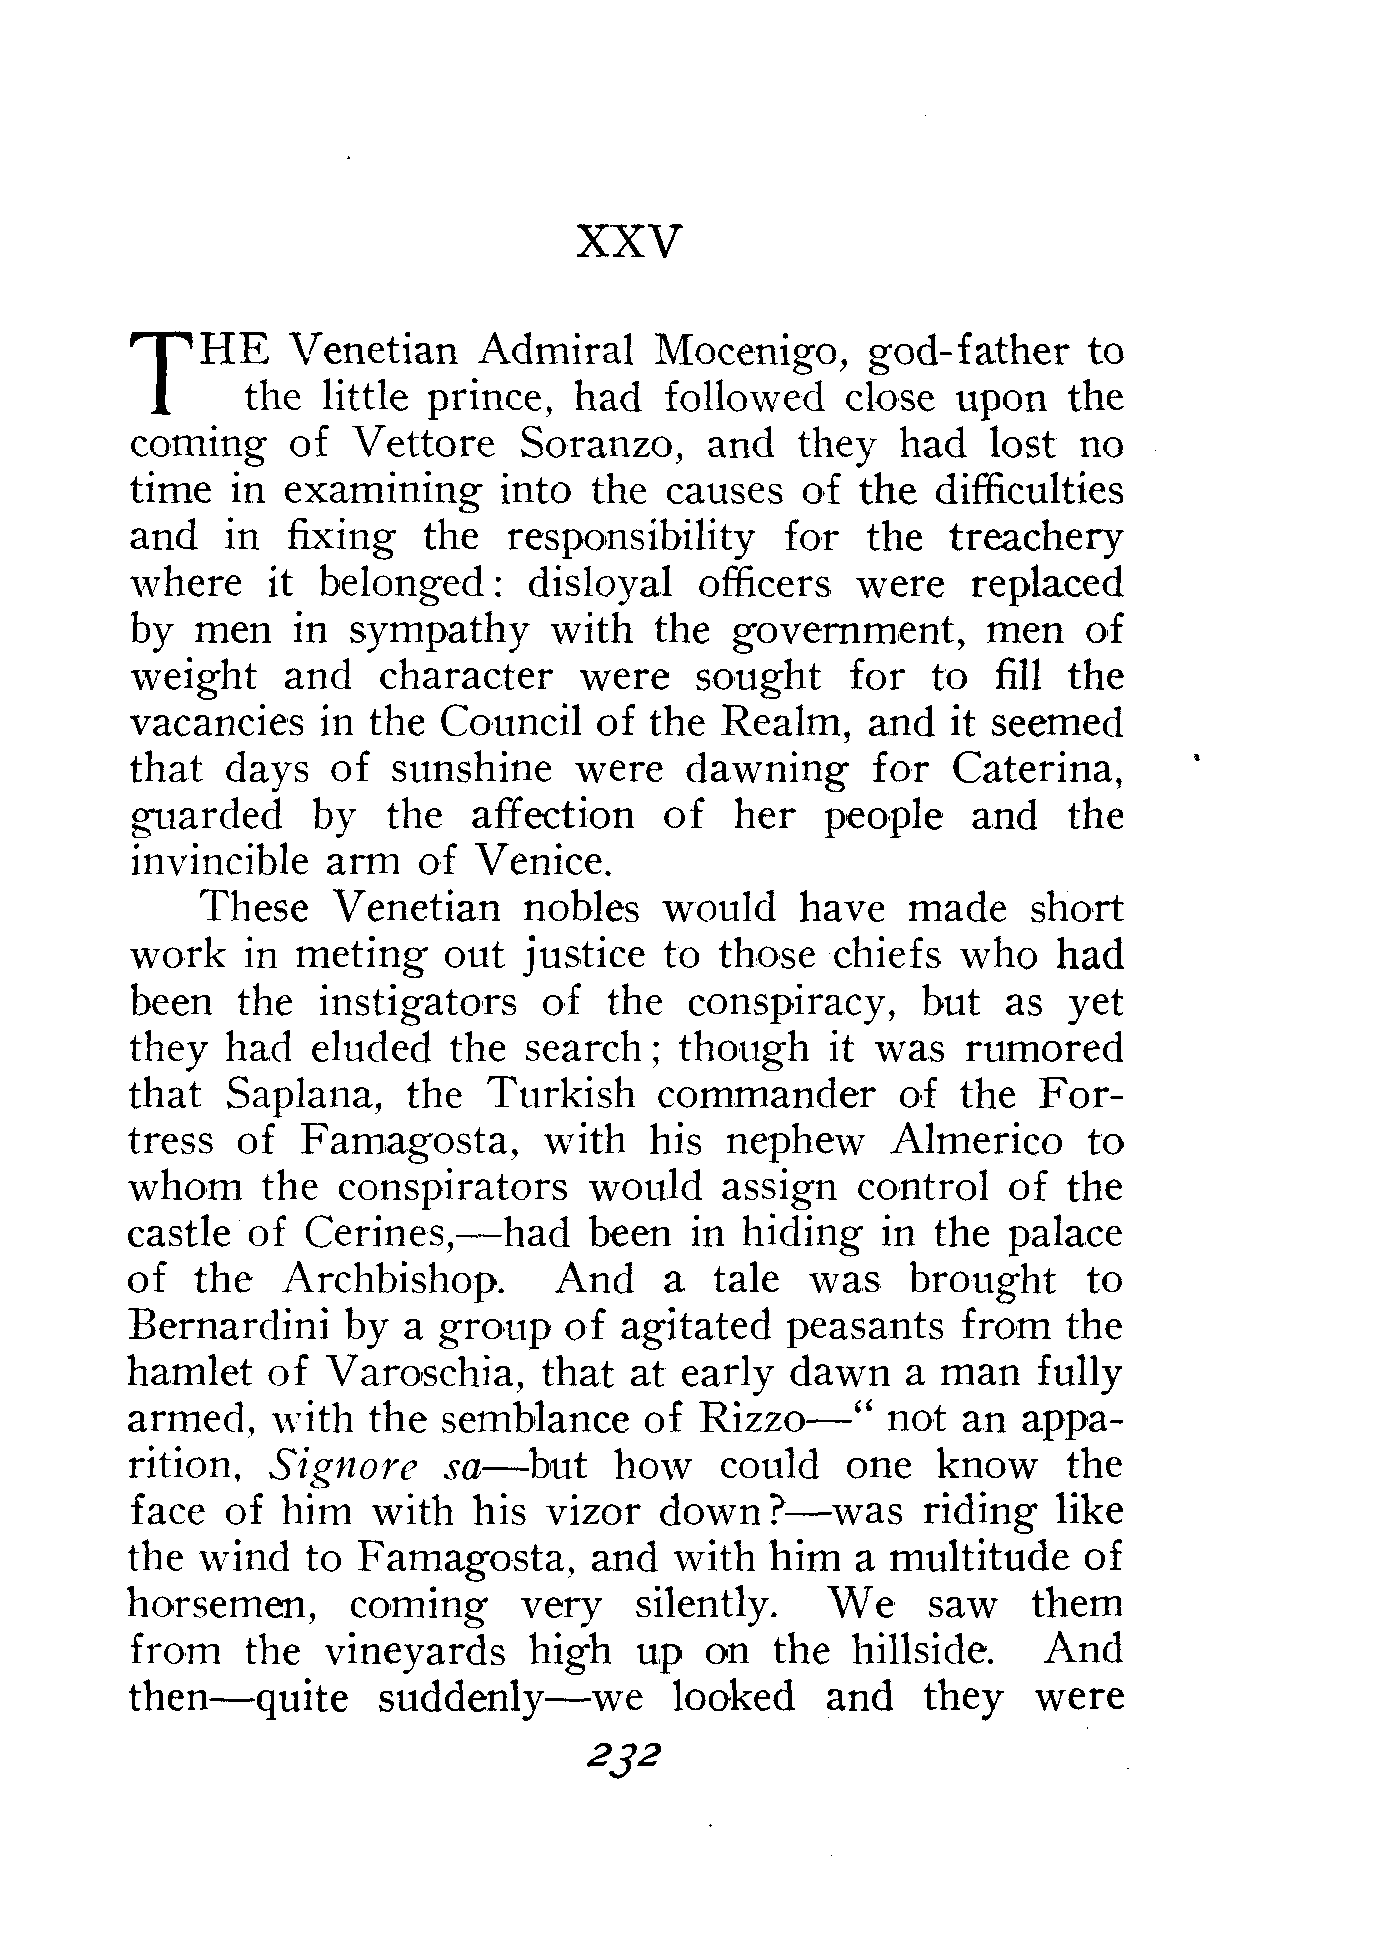 XXV
THE Venetian Admiral Mocenigo, god-father to
the little prince, had followed close upon the
coming of Vettore Soranzo, and they had lost no
time in examining into the causes of the difficulties
and in fixing the responsibility for the treachery
where it belonged: disloyal officers were replaced
by men in sympathy with the government, men of
weight and character were sought for to fill the
vacancies in the Council of the Realm, and it seemed
that days of sunshine were dawning for Caterina,
guarded by the affection of her people and the
invincible arm of Venice.
These Venetian nobles would have made short
work in meting out justice to those chiefs who had
been the instigators of the conspiracy, but as yet
they had eluded the search; though it was rumored
that Saplana, the Turkish commander of the For-
tress of Famagosta, with his nephew Almerico to
whom the conspirators would assign control of the
castle of Cerines,—had been in hiding in the palace
of the Archbishop. And a tale was brought to
Bernardini by a group of agitated peasants from the
hamlet of Varoschia, that at early dawn a man fully
armed, with the semblance of Rizzo—“ not an appa-
rition, Signore sa—but how could one know the
face of him with his vizor down?—was riding like
the wind to Famagosta, and with him a multitude of
horsemen, coming very silently. We saw them
from the vineyards high up on the hillside. And
then—quite suddenly—we looked and they were
232